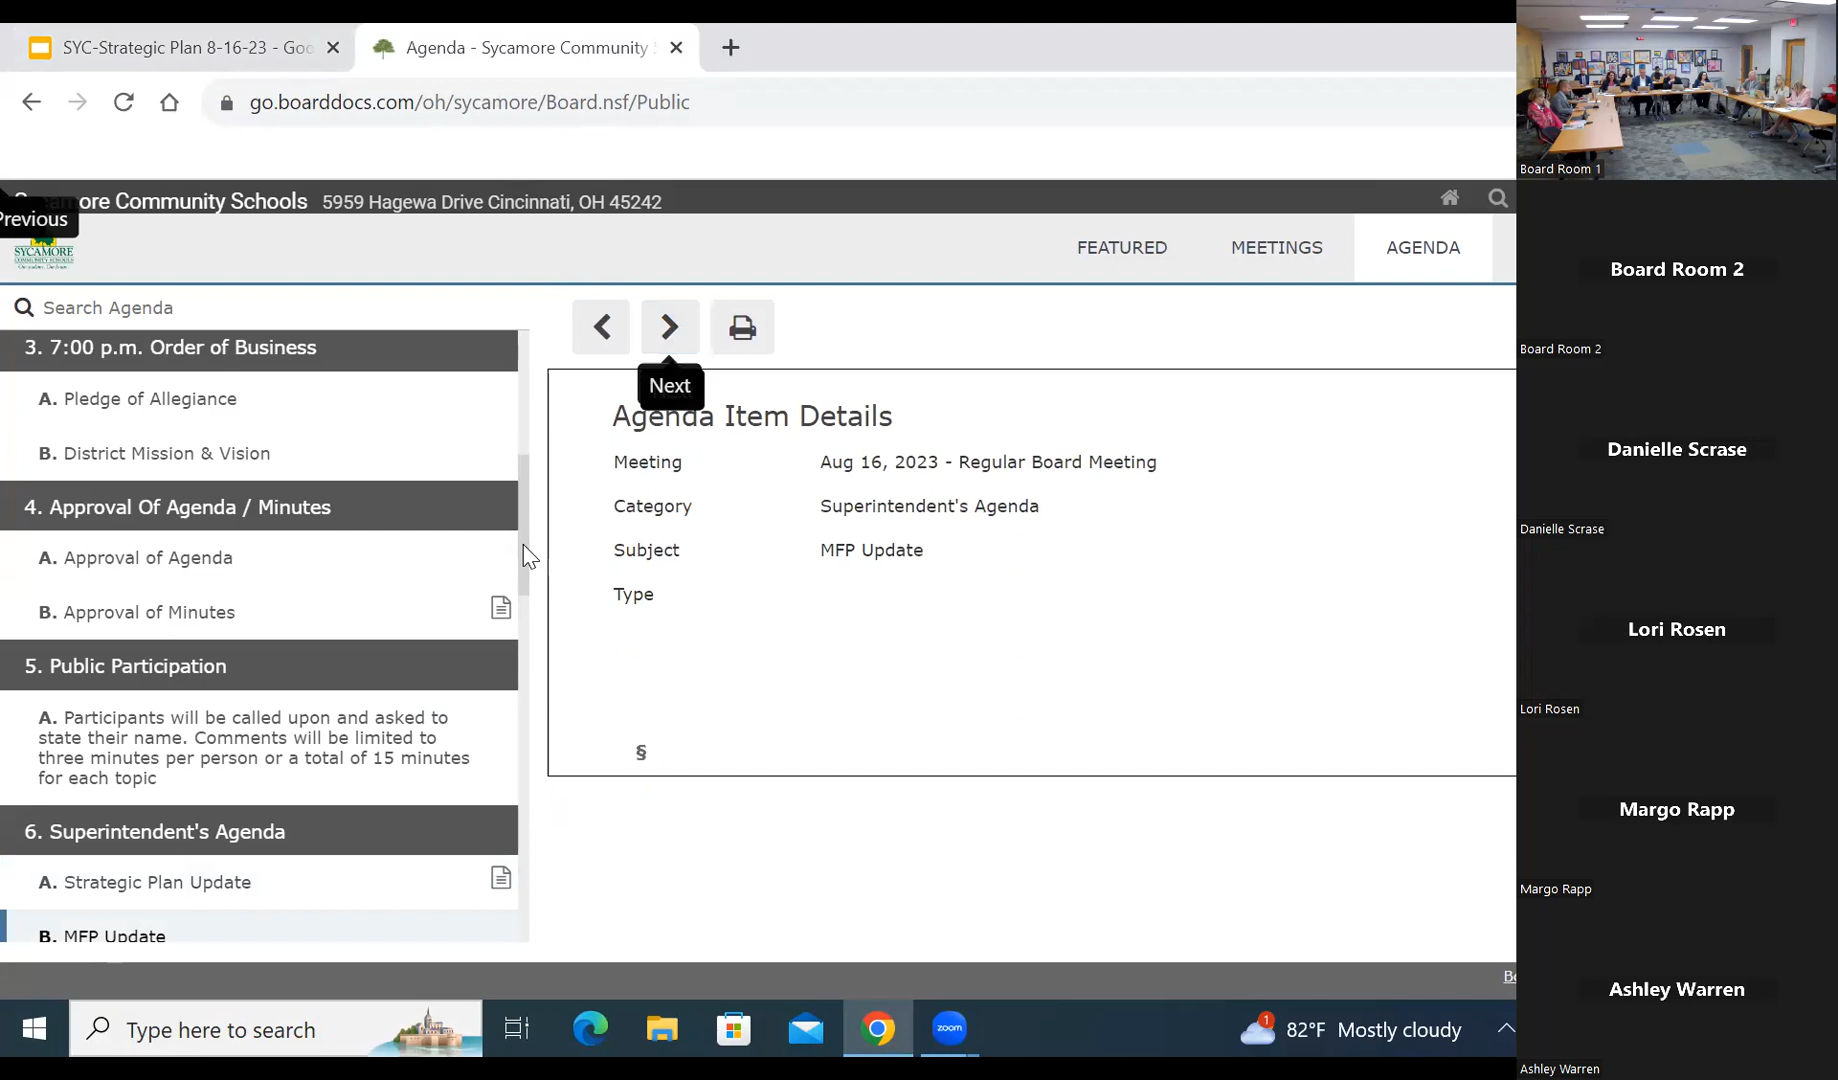 SYC-Strategic Plan 8-16-23 - Goo
Agenda - Sycamore Community S
go.boarddocs.com/oh/sycamore/Board.nsf/Public
Sycamore Community Schools 5959 Hagewa Drive Cincinnati, OH 45242
Previous
SYCAMORE
COMMUNITY SCHOOLS
FEATURED
MEETINGS
AGENDA
Search Agenda
3. 7:00 p.m. Order of Business
A. Pledge of Allegiance
B. District Mission & Vision
4. Approval Of Agenda / Minutes
A. Approval of Agenda
B. Approval of Minutes
5. Public Participation
A. Participants will be called upon and asked to
state their name. Comments will be limited to
three minutes per person or a total of 15 minutes
for each topic
6. Superintendent's Agenda
A. Strategic Plan Update
B. MFP Update
Next
Agenda Item Details
Meeting Aug 16, 2023 - Regular Board Meeting
Category Superintendent's Agenda
Subject MFP Update
Type
§
Type here to search
zoom
1
82°F Mostly cloudy
Board Room 1
Board Room 2
Board Room 2
Danielle Scrase
Danielle Scrase
Lori Rosen
Lori Rosen
Margo Rapp
Margo Rapp
Ashley Warren
Ashley Warren